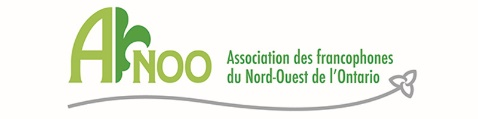 AFNOO
Association des francophones
du Nord-Ouest de l'Ontario